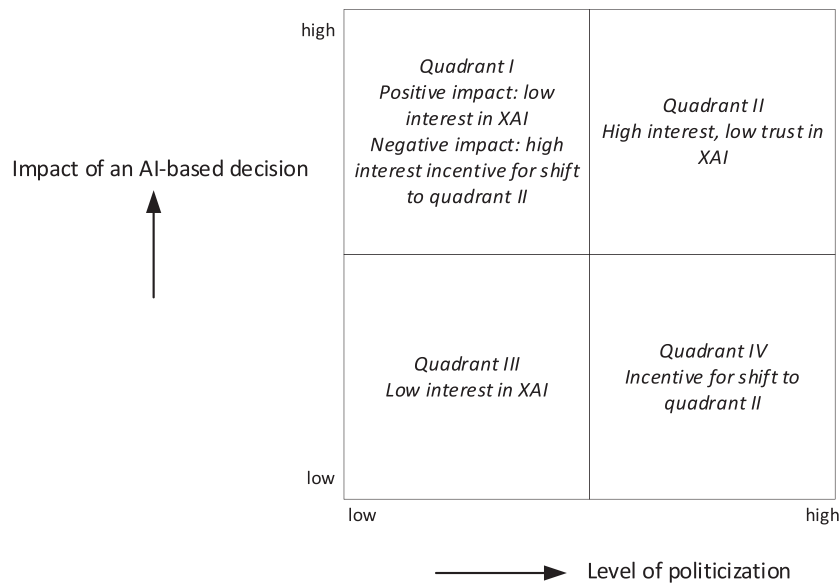 high
Quadrant I
Positive impact: low
interest in XAI
Negative impact: high
interest incentive for shift
to quadrant II
Quadrant II
High interest, low trust in
XAI
Impact of an AI-based decision
Quadrant III
Low interest in XAI
Quadrant IV
Incentive for shift to
quadrant II
low
low
high
Level of politicization